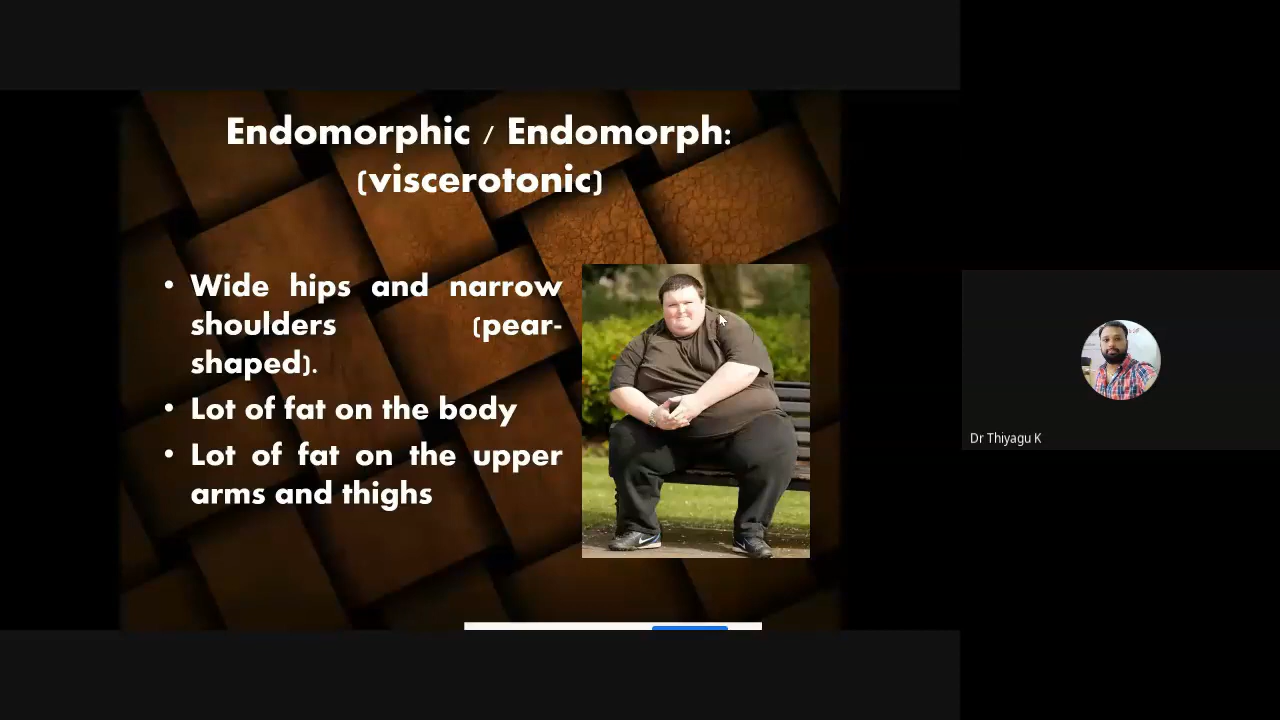 Endomorphic / Endomorph:
(viscerotonic)
• Wide hips and narrow
shoulders (pear-
shaped).
• Lot of fat on the body
• Lot of fat on the upper
arms and thighs
Dr Thiyagu K